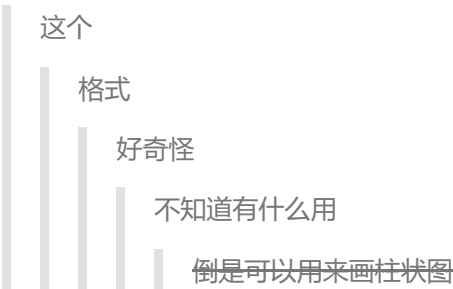 这个
格式
好奇怪
不知道有什么用
倒是可以用来画柱状图